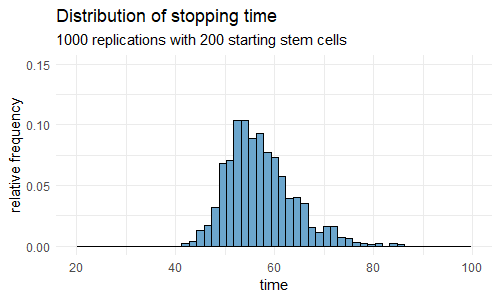 Distribution of stopping time
1000 replications with 200 starting stem cells
0.15
0.10
0.05
0.00
relative frequency
20 40 60 80 100
time